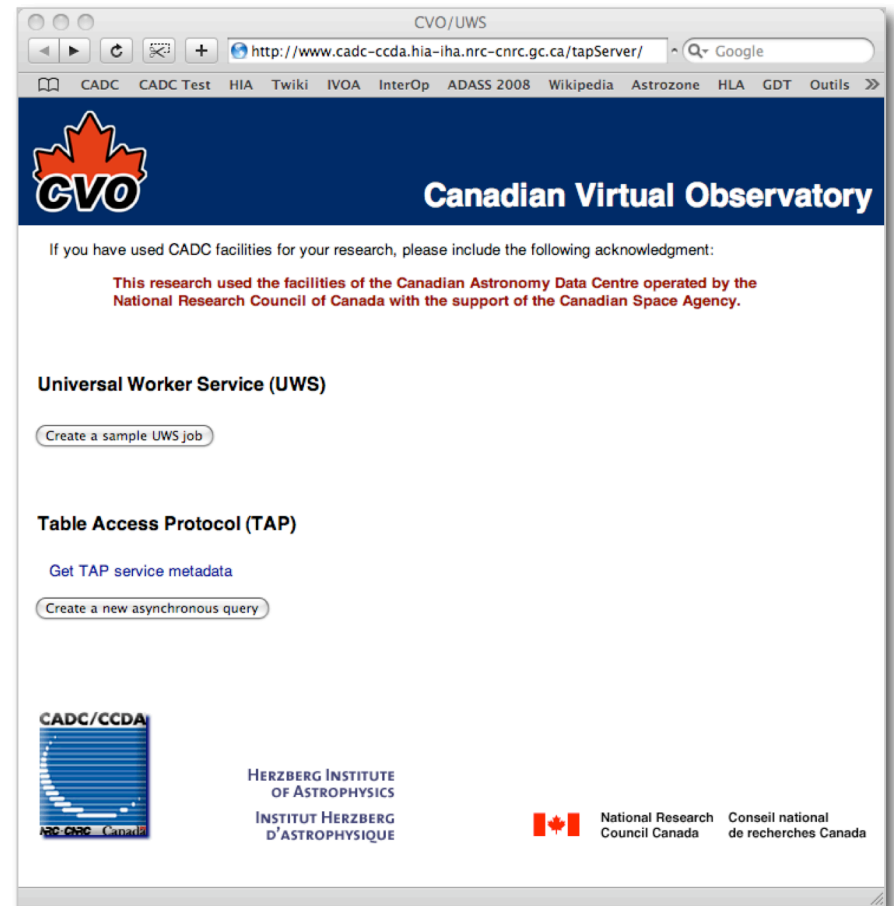 CVO/UWS
http://www.cadc-ccda.hia-iha.nrc-cnrc.gc.ca/tapServer/
Google
CADC CADC Test HIA Twiki IVOA InterOp ADASS 2008 Wikipedia Astrozone HLA GDT Outils
CVO
Canadian Virtual Observatory
If you have used CADC facilities for your research, please include the following acknowledgment:
This research used the facilities of the Canadian Astronomy Data Centre operated by the
National Research Council of Canada with the support of the Canadian Space Agency.
Universal Worker Service (UWS)
Create a sample UWS job
Table Access Protocol (TAP)
Get TAP service metadata
Create a new asynchronous query
CADC/CCDA
NRC·CNRC Canada
HERZBERG INSTITUTE
OF ASTROPHYSICS
INSTITUT HERZBERG
D'ASTROPHYSIQUE
National Research
Council Canada
Conseil national
de recherches Canada